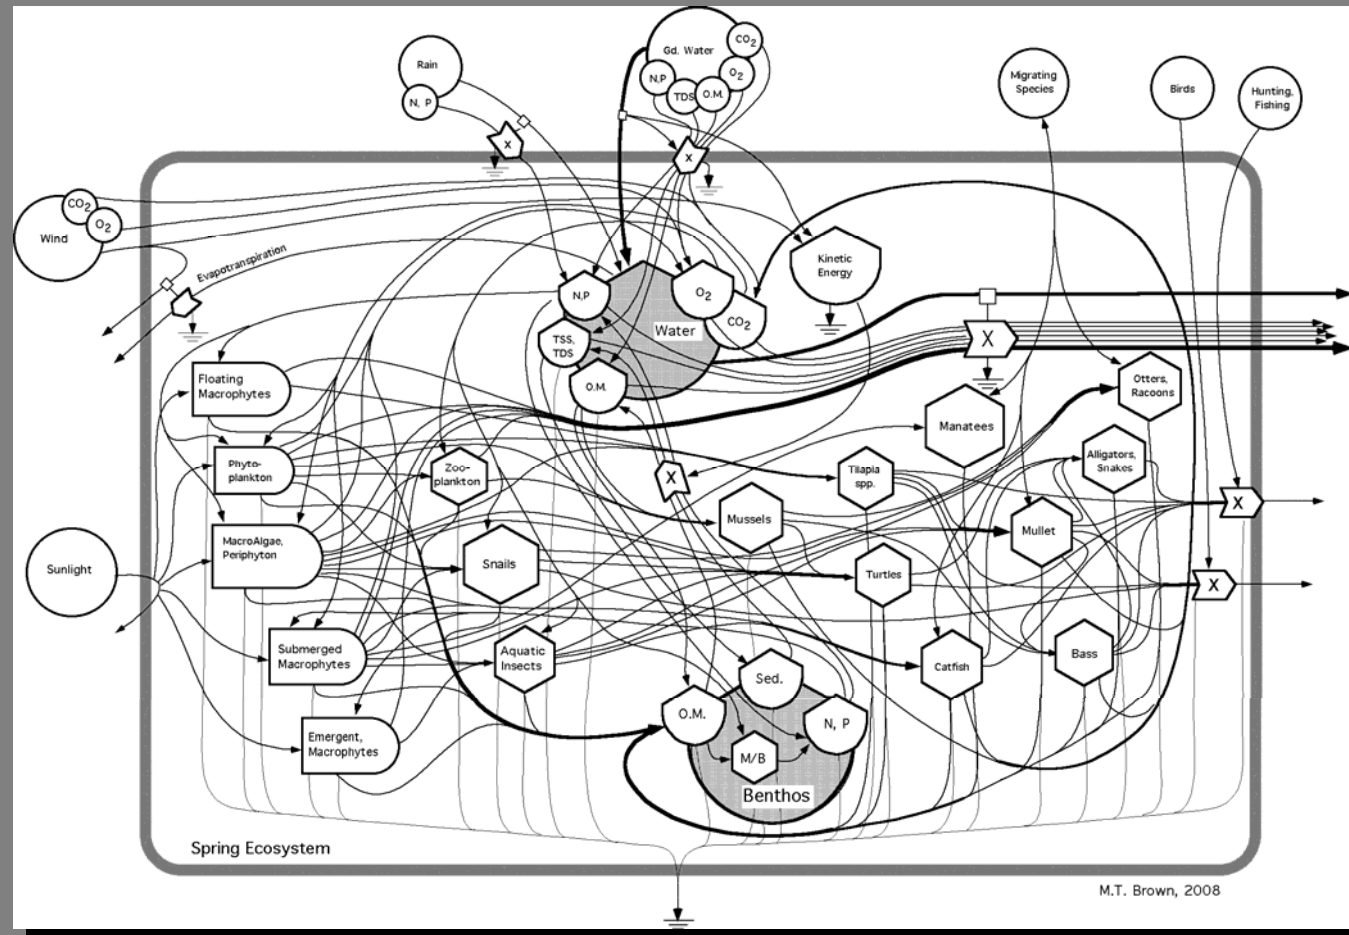 Gd. Water
CO2
O2
N,P
TDS
O.M.
Rain
N, P
Migrating
Species
Birds
Hunting,
Fishing
X
X
CO2
O2
Wind
Evapotranspiration
Kinetic
Energy
N,P
O2
CO2
Water
TSS,
TDS
O.M.
X
Floating
Macrophytes
Otters,
Racoons
Manatees
Phyto-
plankton
Zoo-
plankton
X
Tilapia
spp.
Alligators,
Snakes
X
Mussels
Mullet
MacroAlgae,
Periphyton
Snails
Turtles
X
Sunlight
Submerged
Macrophytes
Aquatic
Insects
Catfish
Bass
Sed.
O.M.
N, P
Emergent,
Macrophytes
M/B
Benthos
Spring Ecosystem
M.T. Brown, 2008